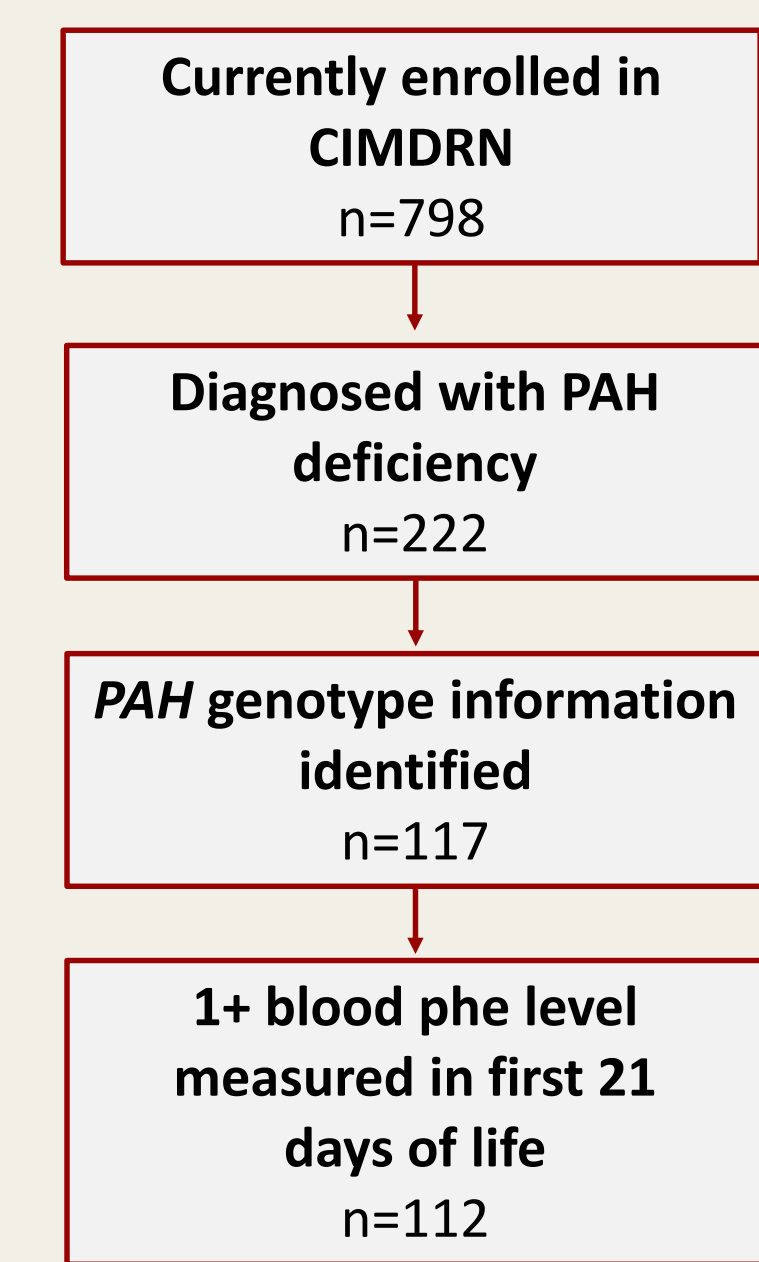 Currently enrolled in
CIMDRN
n=798
Diagnosed with PAH
deficiency
n=222
PAH genotype information
identified
n=117
1+ blood phe level
measured in first 21
days of life
n=112